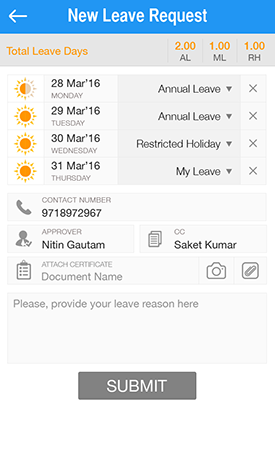 New Leave Request
Total Leave Days
2.00 1.00 1.00
AL ML RH
28 Mar'16 Annual Leave
MONDAY
29 Mar'16 Annual Leave
TUESDAY
30 Mar'16 Restricted Holiday
WEDNESDAY
31 Mar'16 My Leave
THURSDAY
CONTACT NUMBER
9718972967
APPROVER
Nitin Gautam
CC
Saket Kumar
ATTACH CERTIFICATE
Document Name
Please, provide your leave reason here
SUBMIT